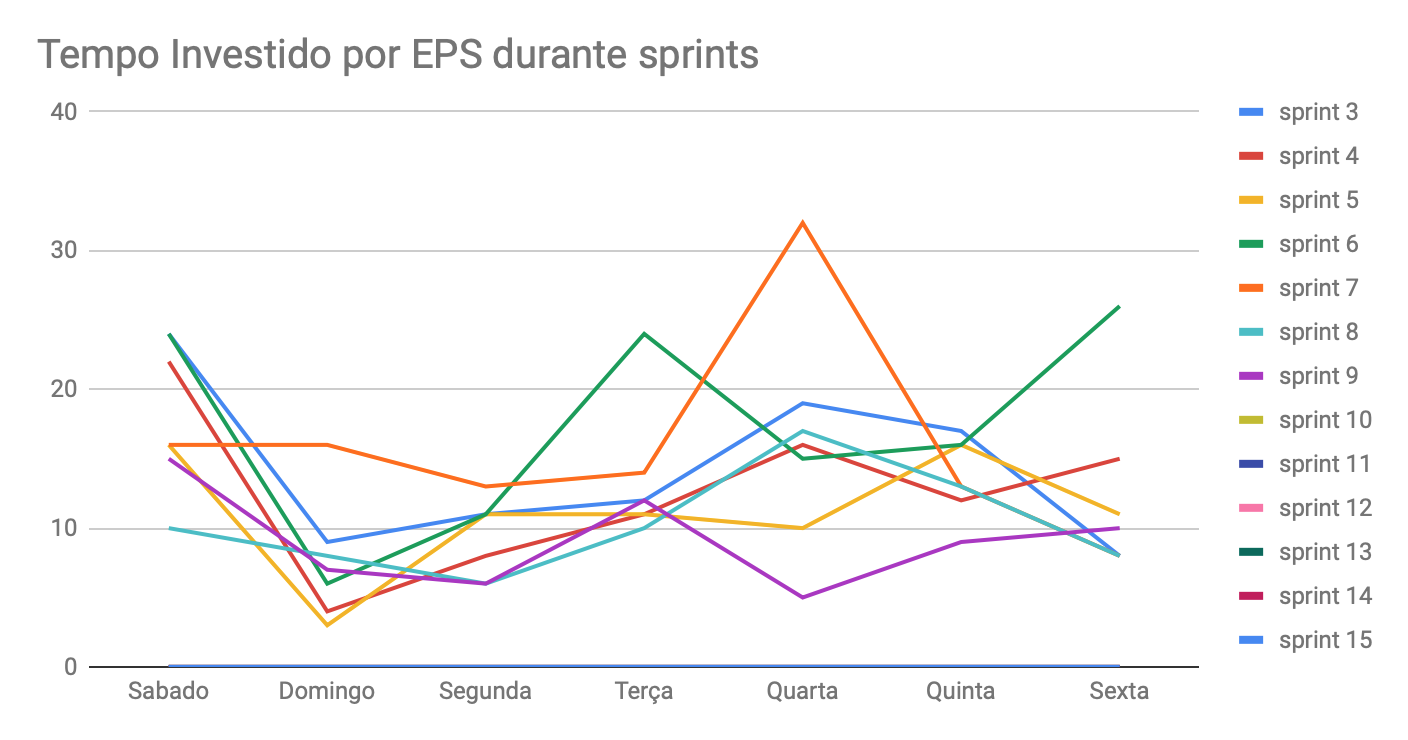 Tempo Investido por EPS durante sprints
40
30
20
10
0
Sabado Domingo Segunda Terça Quarta Quinta Sexta
sprint 3
sprint 4
sprint 5
sprint 6
sprint 7
sprint 8
sprint 9
sprint 10
sprint 11
sprint 12
sprint 13
sprint 14
sprint 15